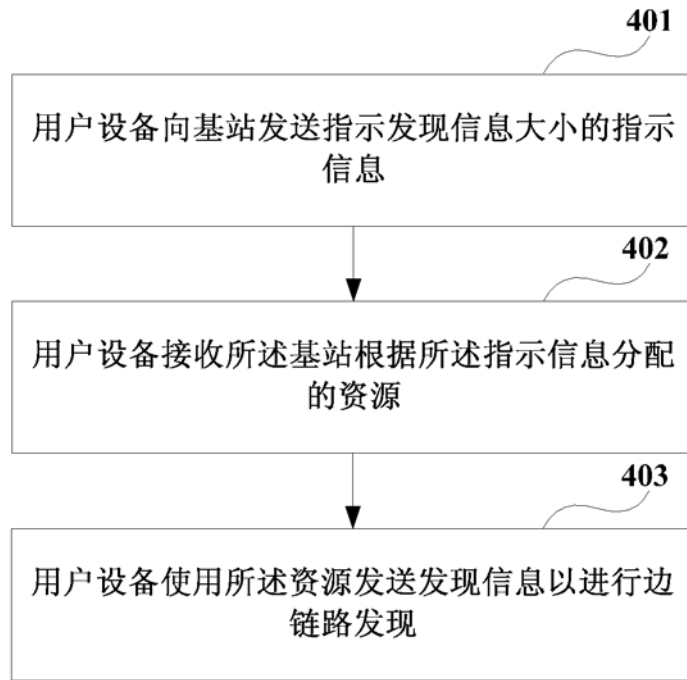 401
用户设备向基站发送指示发现信息大小的指示
信息
402
用户设备接收所述基站根据所述指示信息分配
的资源
403
用户设备使用所述资源发送发现信息以进行边
链路发现